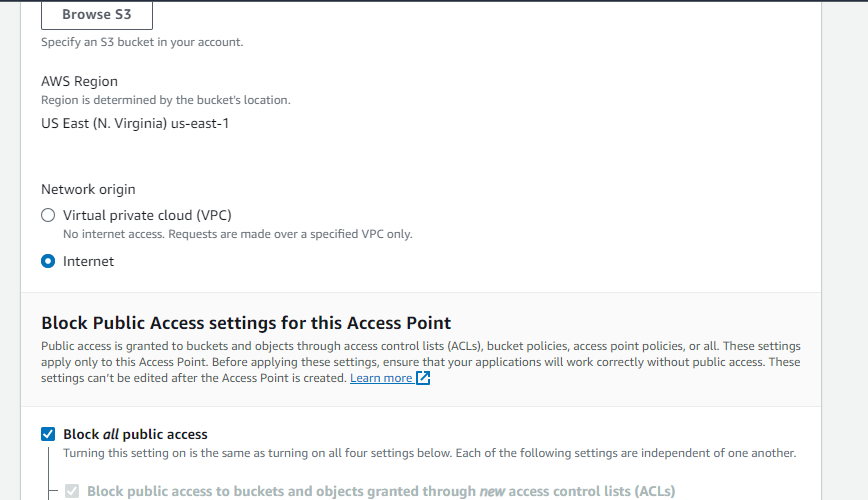 Browse S3
Specify an S3 bucket in your account.
AWS Region
Region is determined by the bucket's location.
US East (N. Virginia) us-east-1
Network origin
Virtual private cloud (VPC)
No internet access. Requests are made over a specified VPC only.
Internet
Block Public Access settings for this Access Point
Public access is granted to buckets and objects through access control lists (ACLs), bucket policies, access point policies, or all. These settings
apply only to this Access Point. Before applying these settings, ensure that your applications will work correctly without public access. These
settings can't be edited after the Access Point is created. Learn more
Block all public access
Turning this setting on is the same as turning on all four settings below. Each of the following settings are independent of one another.
Block public access to buckets and objects granted through new access control lists (ACLs)